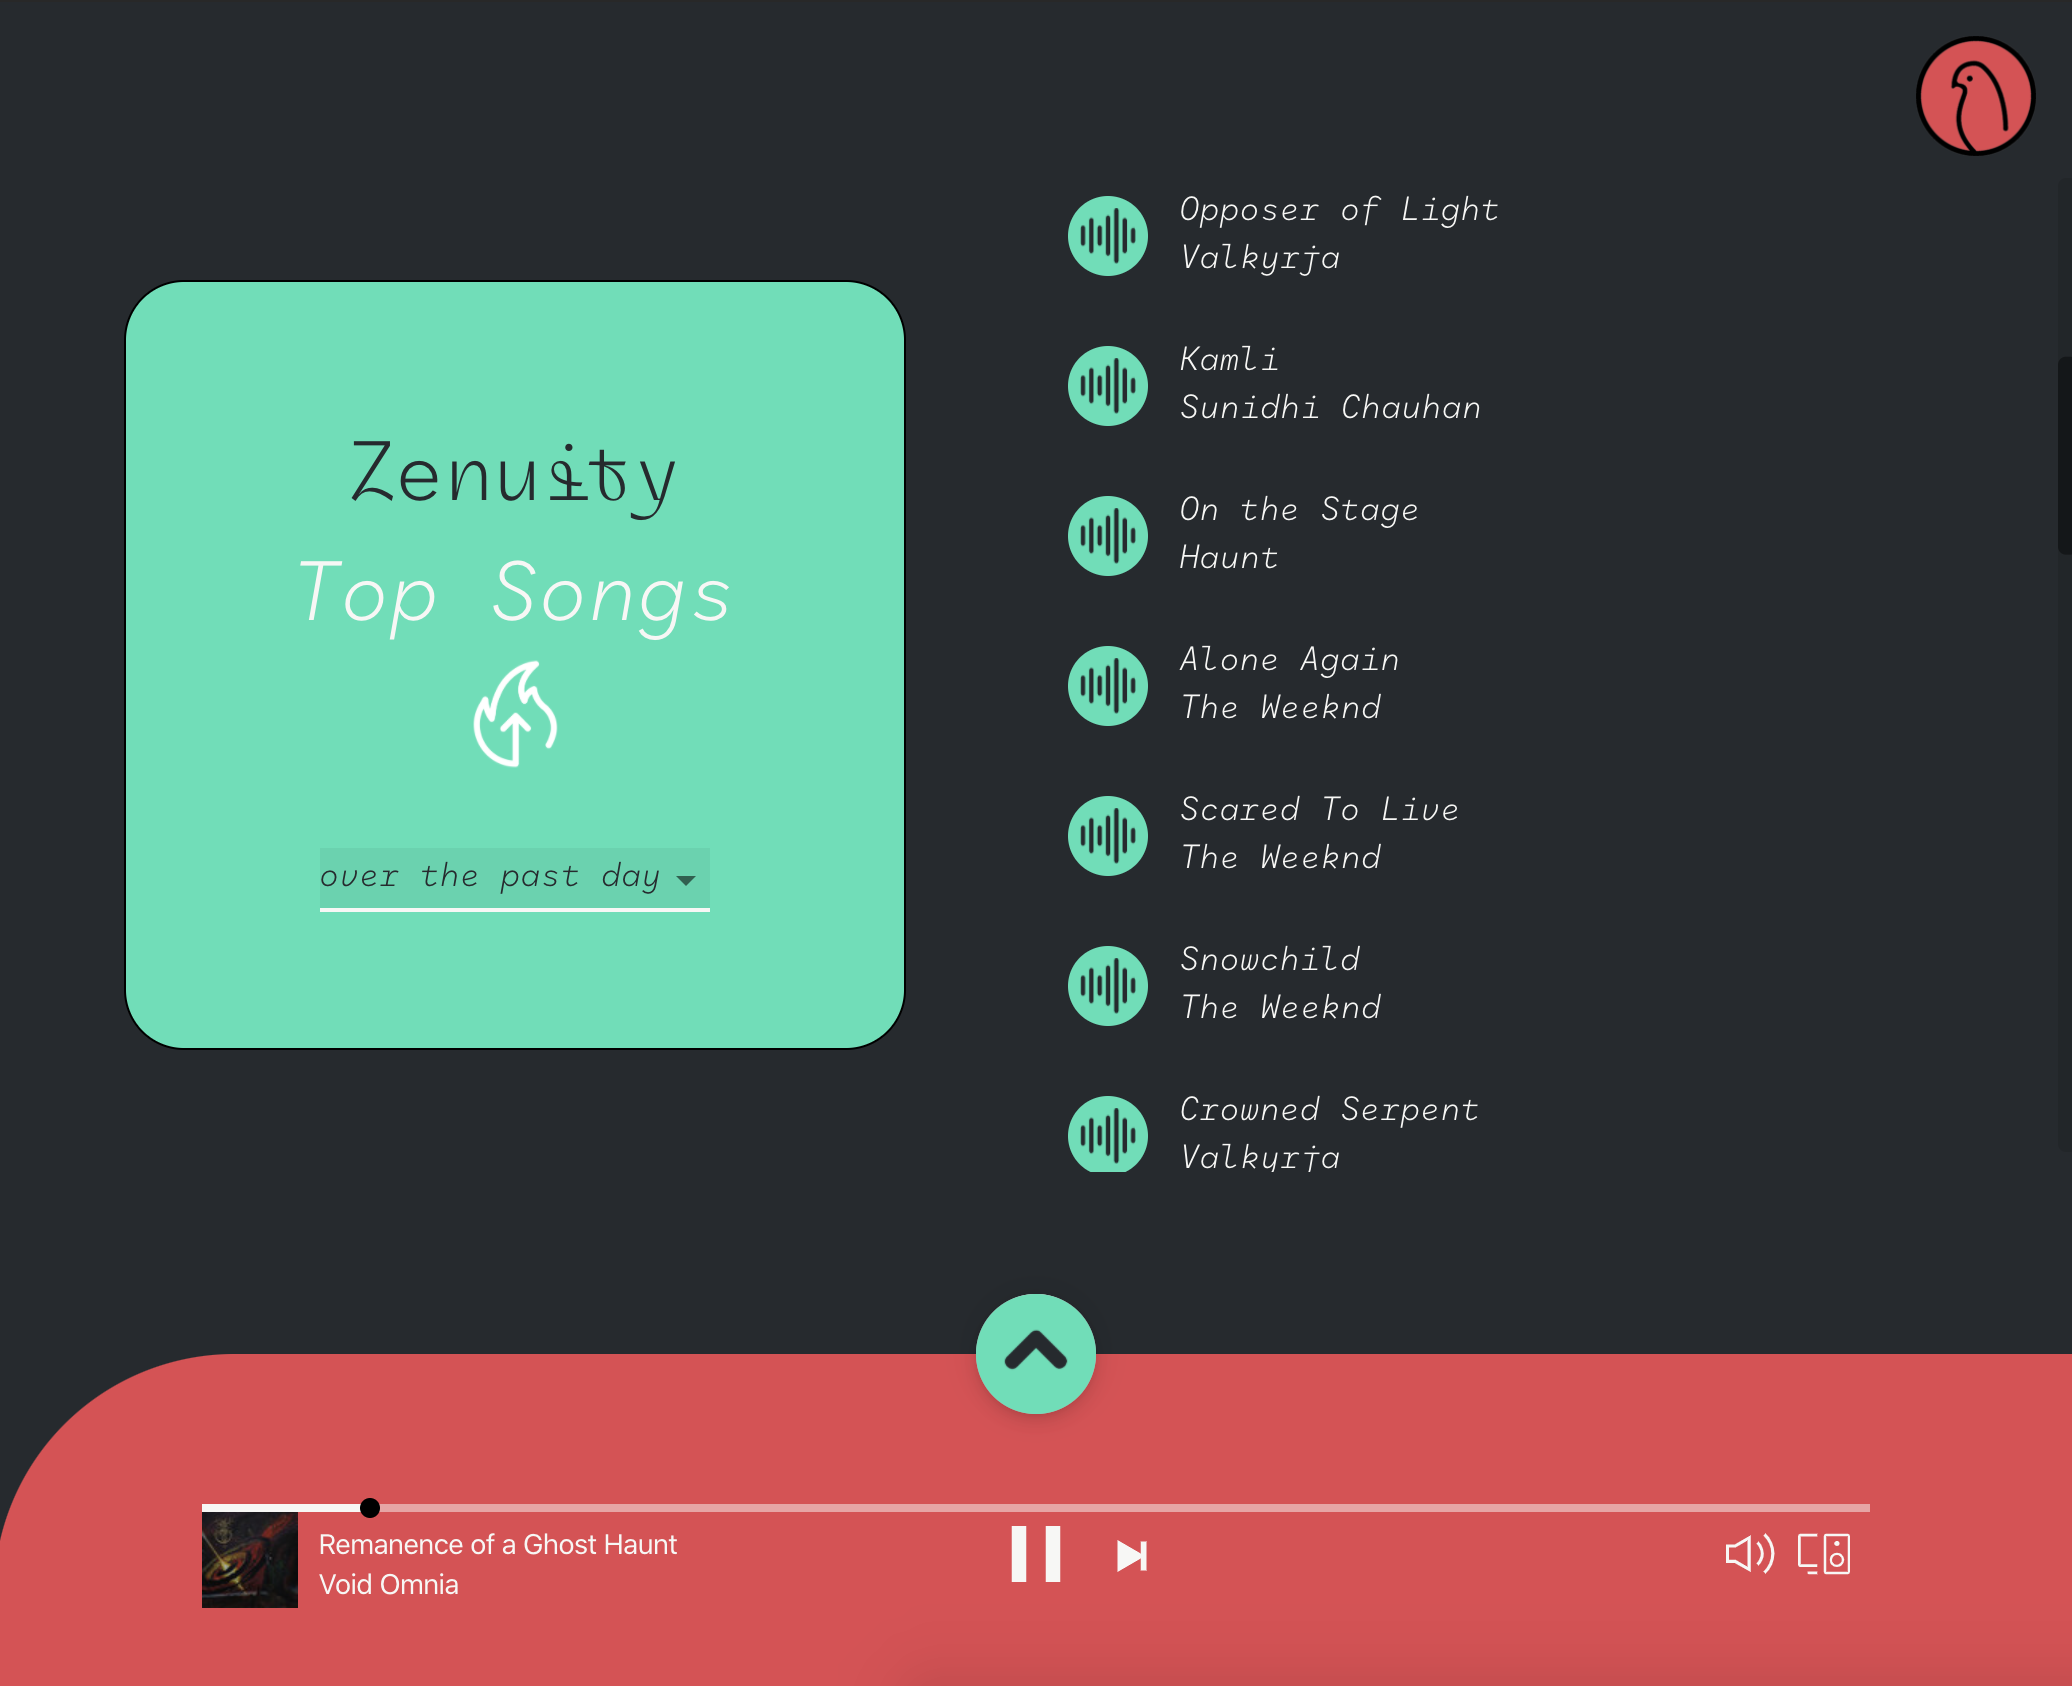 Zenuity
Top Songs
over the past day
Opposer of Light
Valkyrja
Kamli
Sunidhi Chauhan
On the Stage
Haunt
Alone Again
The Weeknd
Scared To Live
The Weeknd
Snowchild
The Weeknd
Crowned Serpent
Valkyrja
Remanence of a Ghost Haunt
Void Omnia